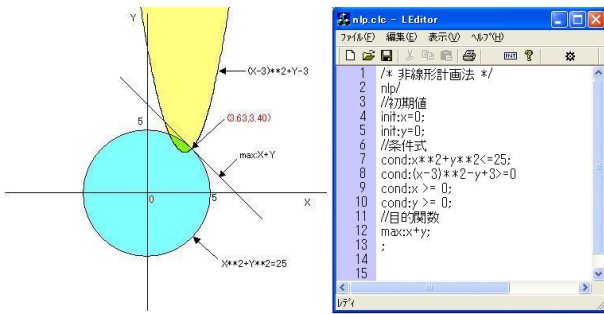 Y
(X-3)**2+Y-3
(3.63,3.40)
5
max:X+Y
0
5
X
X**2+Y**2=25
nlp.clc - LEditor
ファイル(F) 編集(E) 表示(V) ヘルプ(H)
INIT
1 /* 非線形計画法 */
2 nlp/
3 //初期値
4 init:x=0;
5 init:y=0;
6 //条件式
7 cond:x**2+y**2<=25;
8 cond:(x-3)**2-y+3>=0
9 cond:x >= 0;
10 cond:y >= 0;
11 //目的関数
12 max:x+y;
13 ;
14
15
レディ